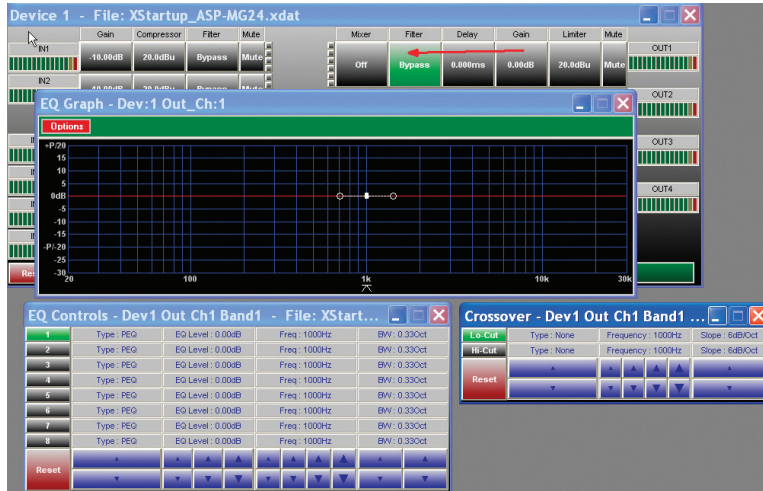 Device 1 - File: XStartup_ASP-MG24.xdat
Gain Compressor Filter Mute Mixer Filter Delay Gain Limiter Mute
IN1 -10.00dB 20.0dBu Bypass Mute Off Bypass 0.000ms 0.00dB 20.0dBu Mute OUT1
IN2 OUT2
EQ Graph - Dev:1 Out_Ch:1
Options
OUT3
OUT4
+P/20
15
10
5
0dB
-5
-10
-15
-P/-20
-25
-30
20 100 1k 10k 30k
EQ Controls - Dev1 Out Ch1 Band1 - File: XStart...
1 Type : PEQ EQ Level : 0.00dB Freq : 1000Hz BW : 0.33Oct
2 Type : PEQ EQ Level : 0.00dB Freq : 1000Hz BW : 0.33Oct
3 Type : PEQ EQ Level : 0.00dB Freq : 1000Hz BW : 0.33Oct
4 Type : PEQ EQ Level : 0.00dB Freq : 1000Hz BW : 0.33Oct
5 Type : PEQ EQ Level : 0.00dB Freq : 1000Hz BW : 0.33Oct
6 Type : PEQ EQ Level : 0.00dB Freq : 1000Hz BW : 0.33Oct
7 Type : PEQ EQ Level : 0.00dB Freq : 1000Hz BW : 0.33Oct
8 Type : PEQ EQ Level : 0.00dB Freq : 1000Hz BW : 0.33Oct
Reset
Crossover - Dev1 Out Ch1 Band1 ...
Lo-Cut Type : None Frequency : 1000Hz Slope : 6dB/Oct
Hi-Cut Type : None Frequency : 1000Hz Slope : 6dB/Oct
Reset